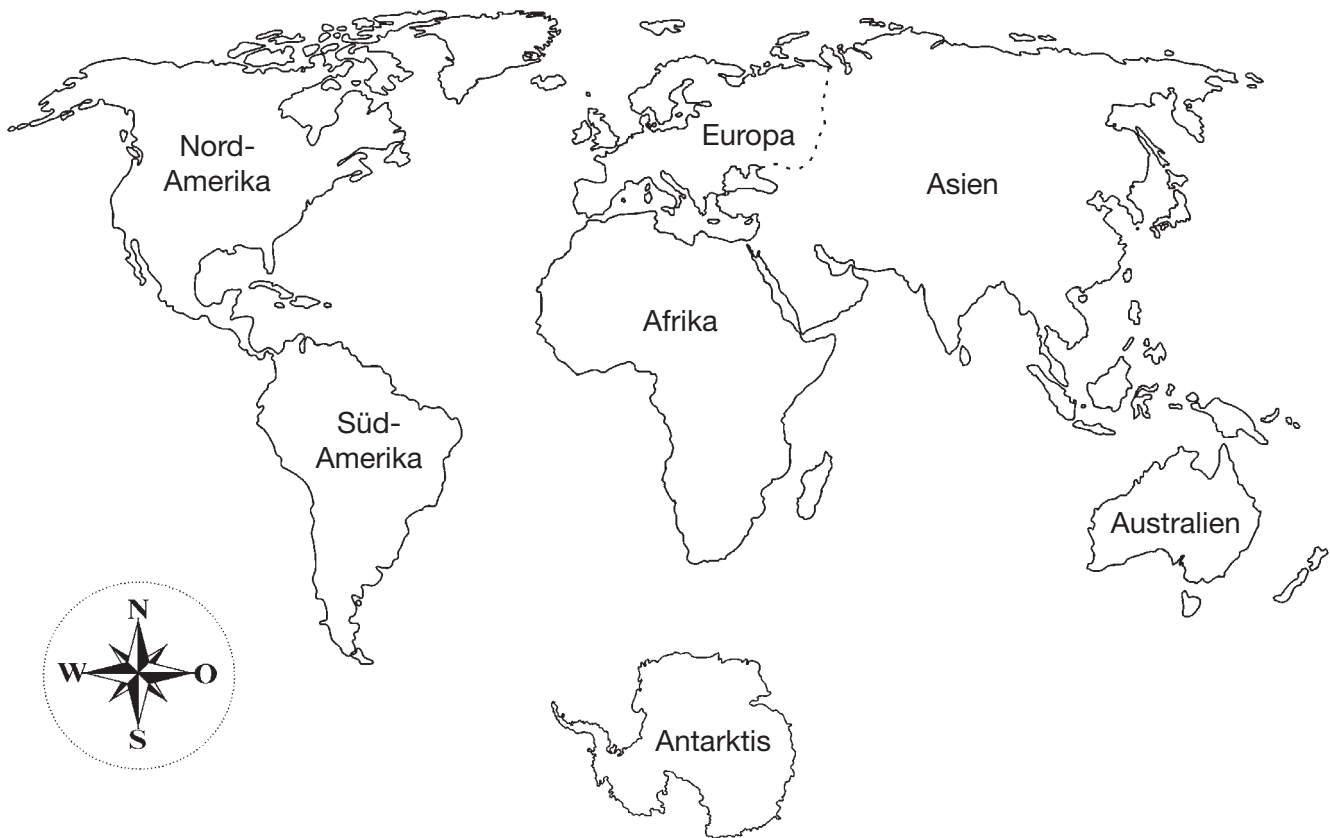 Nord-
Amerika
Europa
Asien
Afrika
Süd-
Amerika
Australien
N
W
O
S
Antarktis